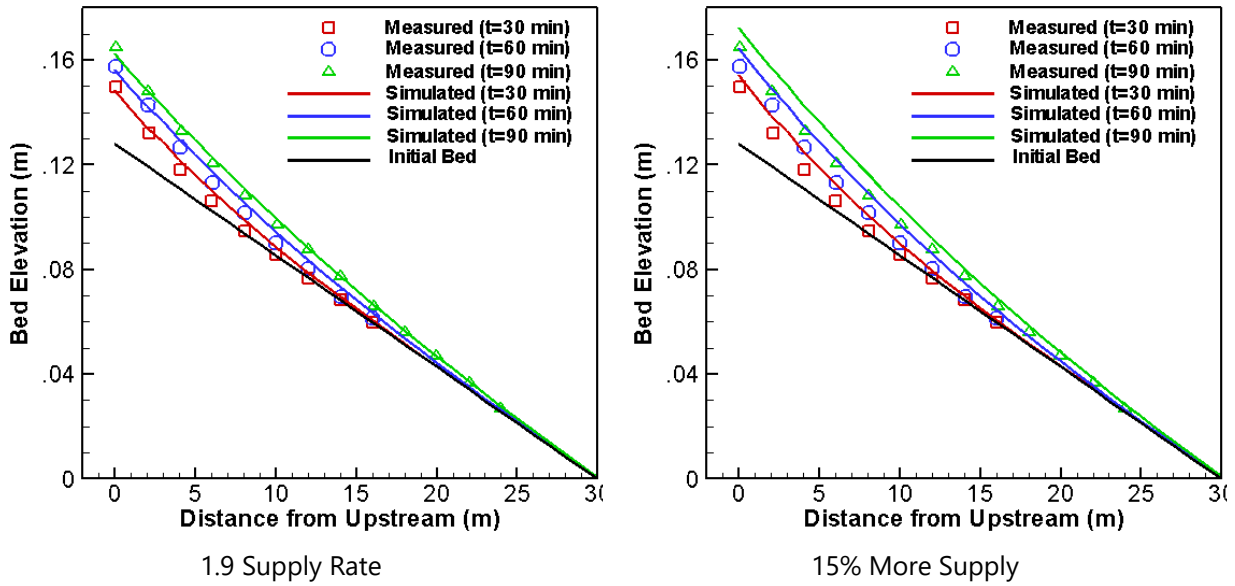 Measured (t=30 min)
Measured (t=60 min)
Measured (t=90 min)
Simulated (t=30 min)
Simulated (t=60 min)
Simulated (t=90 min)
Initial Bed
.16
.12
.08
.04
0
Bed Elevation (m)
0 5 10 15 20 25 30
Distance from Upstream (m)
1.9 Supply Rate
Measured (t=30 min)
Measured (t=60 min)
Measured (t=90 min)
Simulated (t=30 min)
Simulated (t=60 min)
Simulated (t=90 min)
Initial Bed
.16
.12
.08
.04
0
Bed Elevation (m)
0 5 10 15 20 25 30
Distance from Upstream (m)
15% More Supply